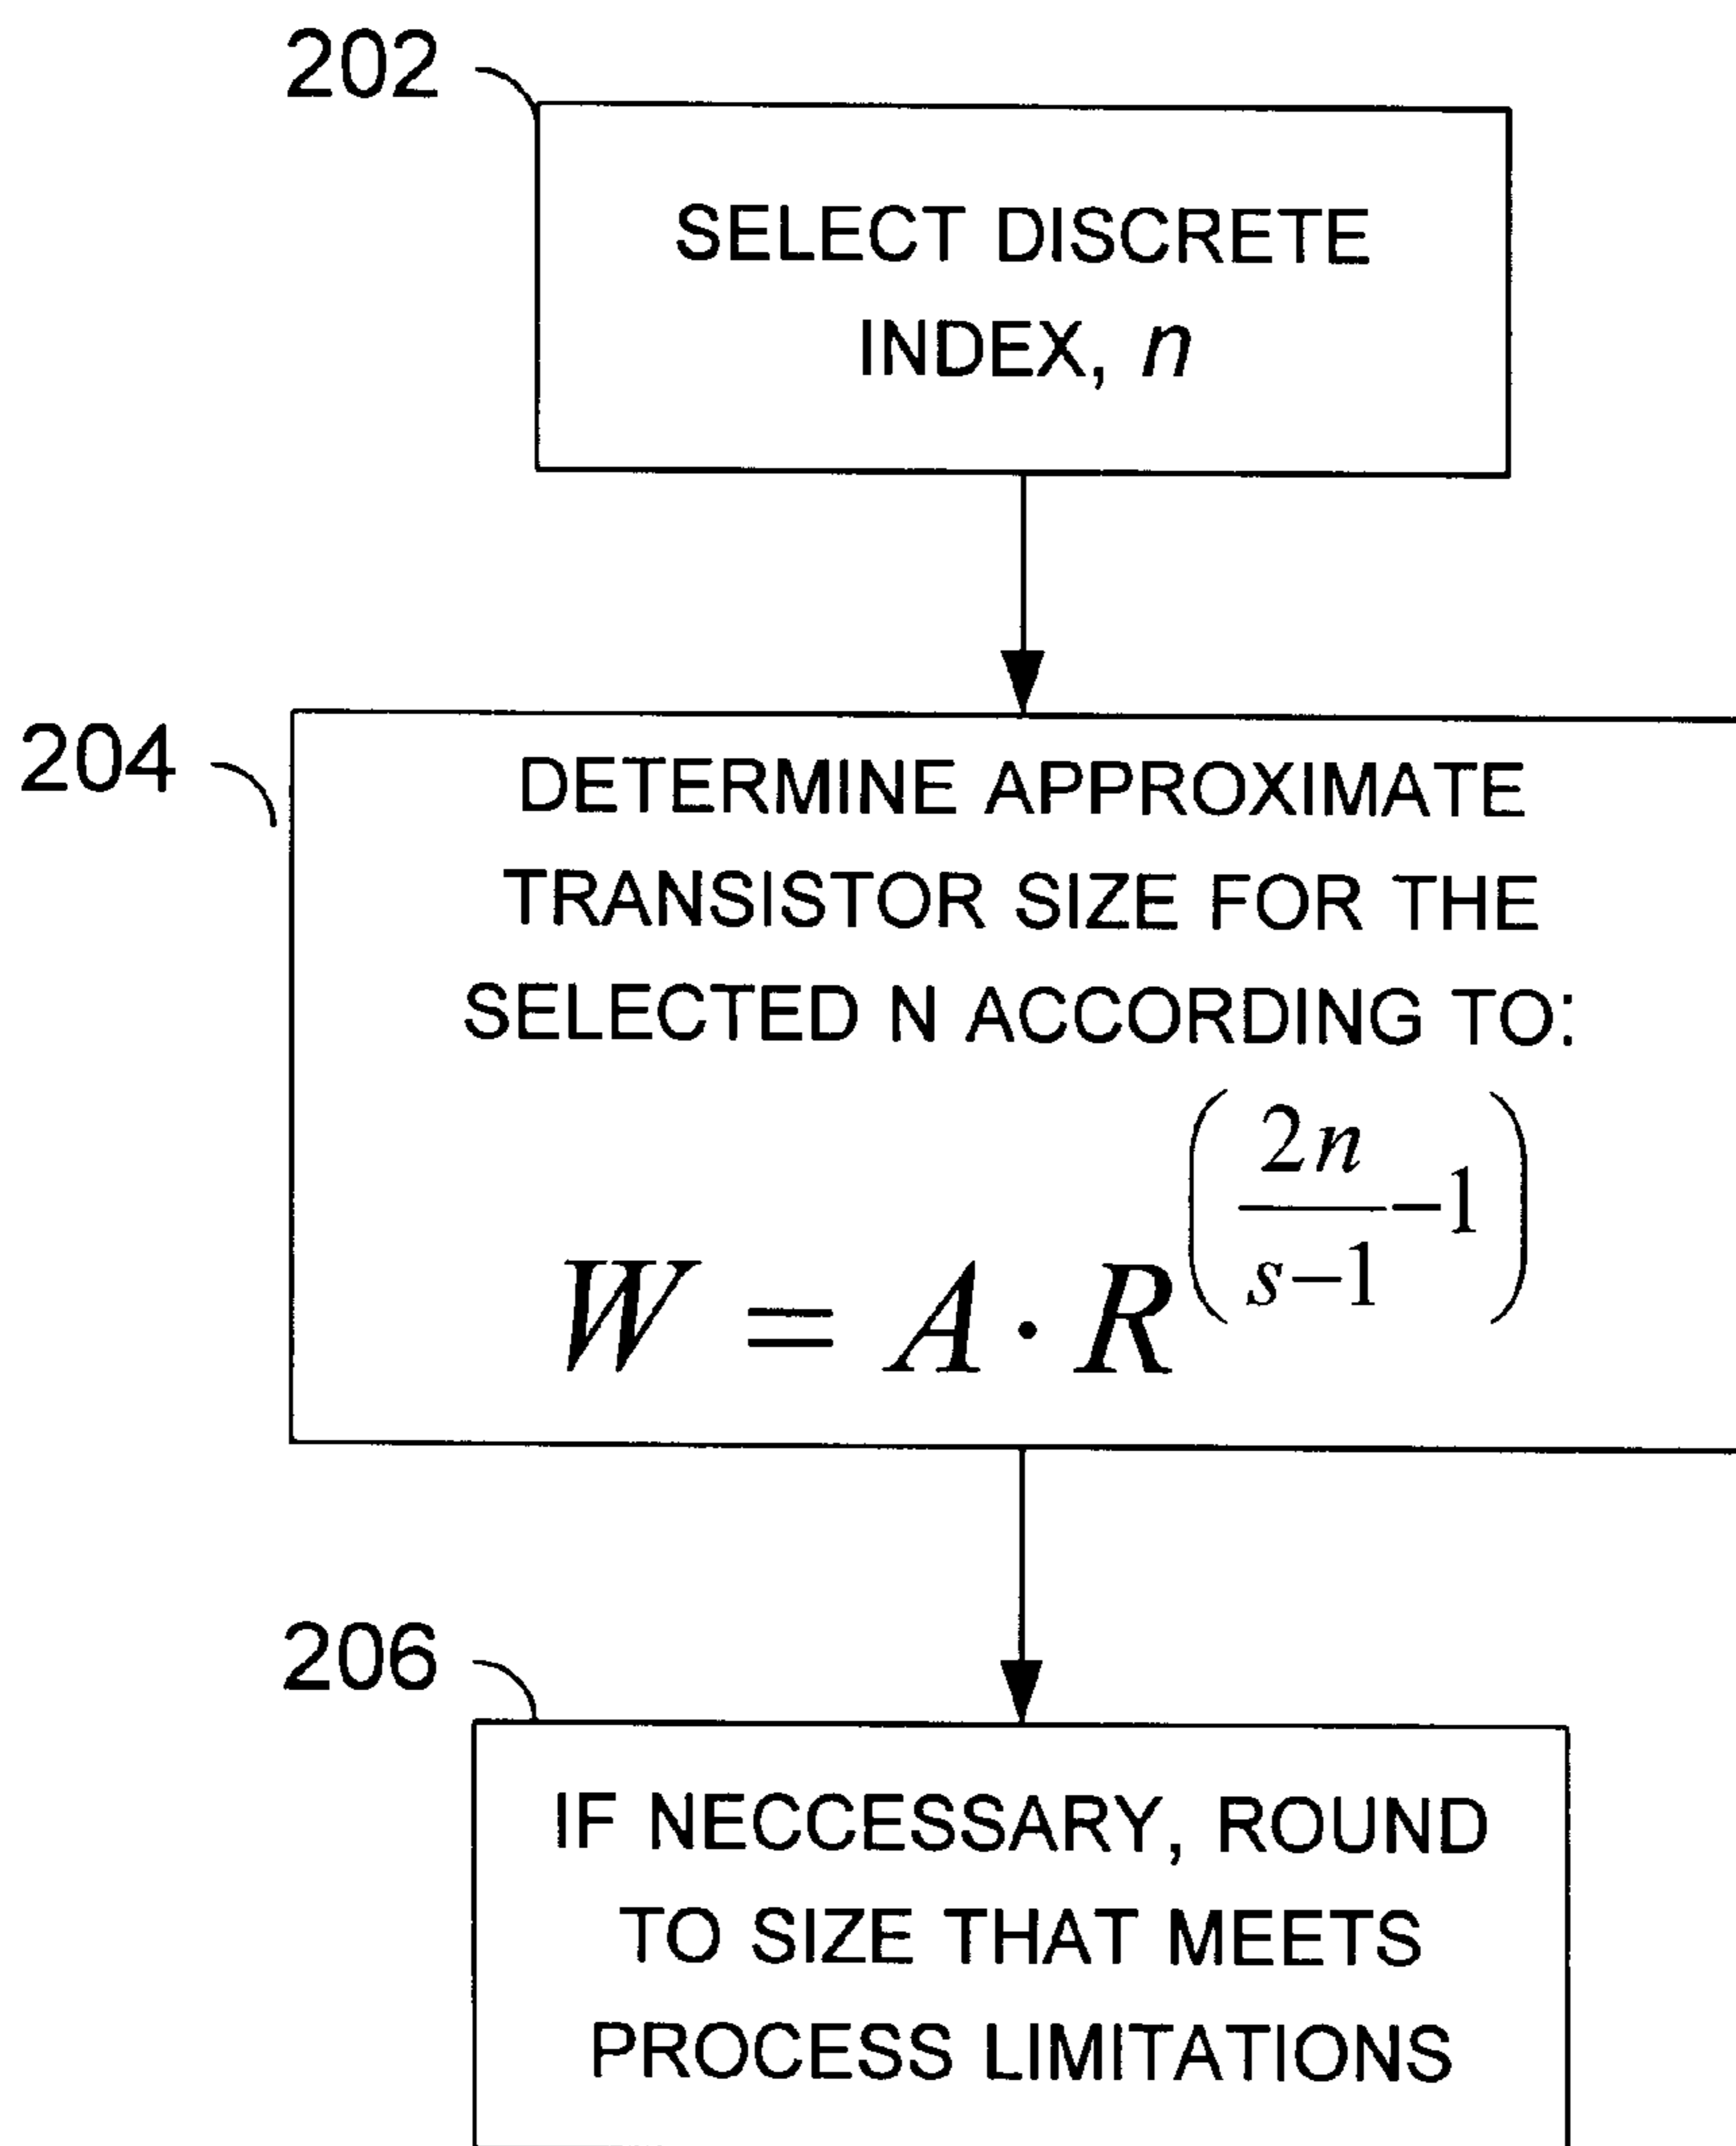 202
SELECT DISCRETE
INDEX, n
204
DETERMINE APPROXIMATE
TRANSISTOR SIZE FOR THE
SELECTED N ACCORDING TO:
W = A · R^(2n/(s−1) −1)
206
IF NECCESSARY, ROUND
TO SIZE THAT MEETS
PROCESS LIMITATIONS